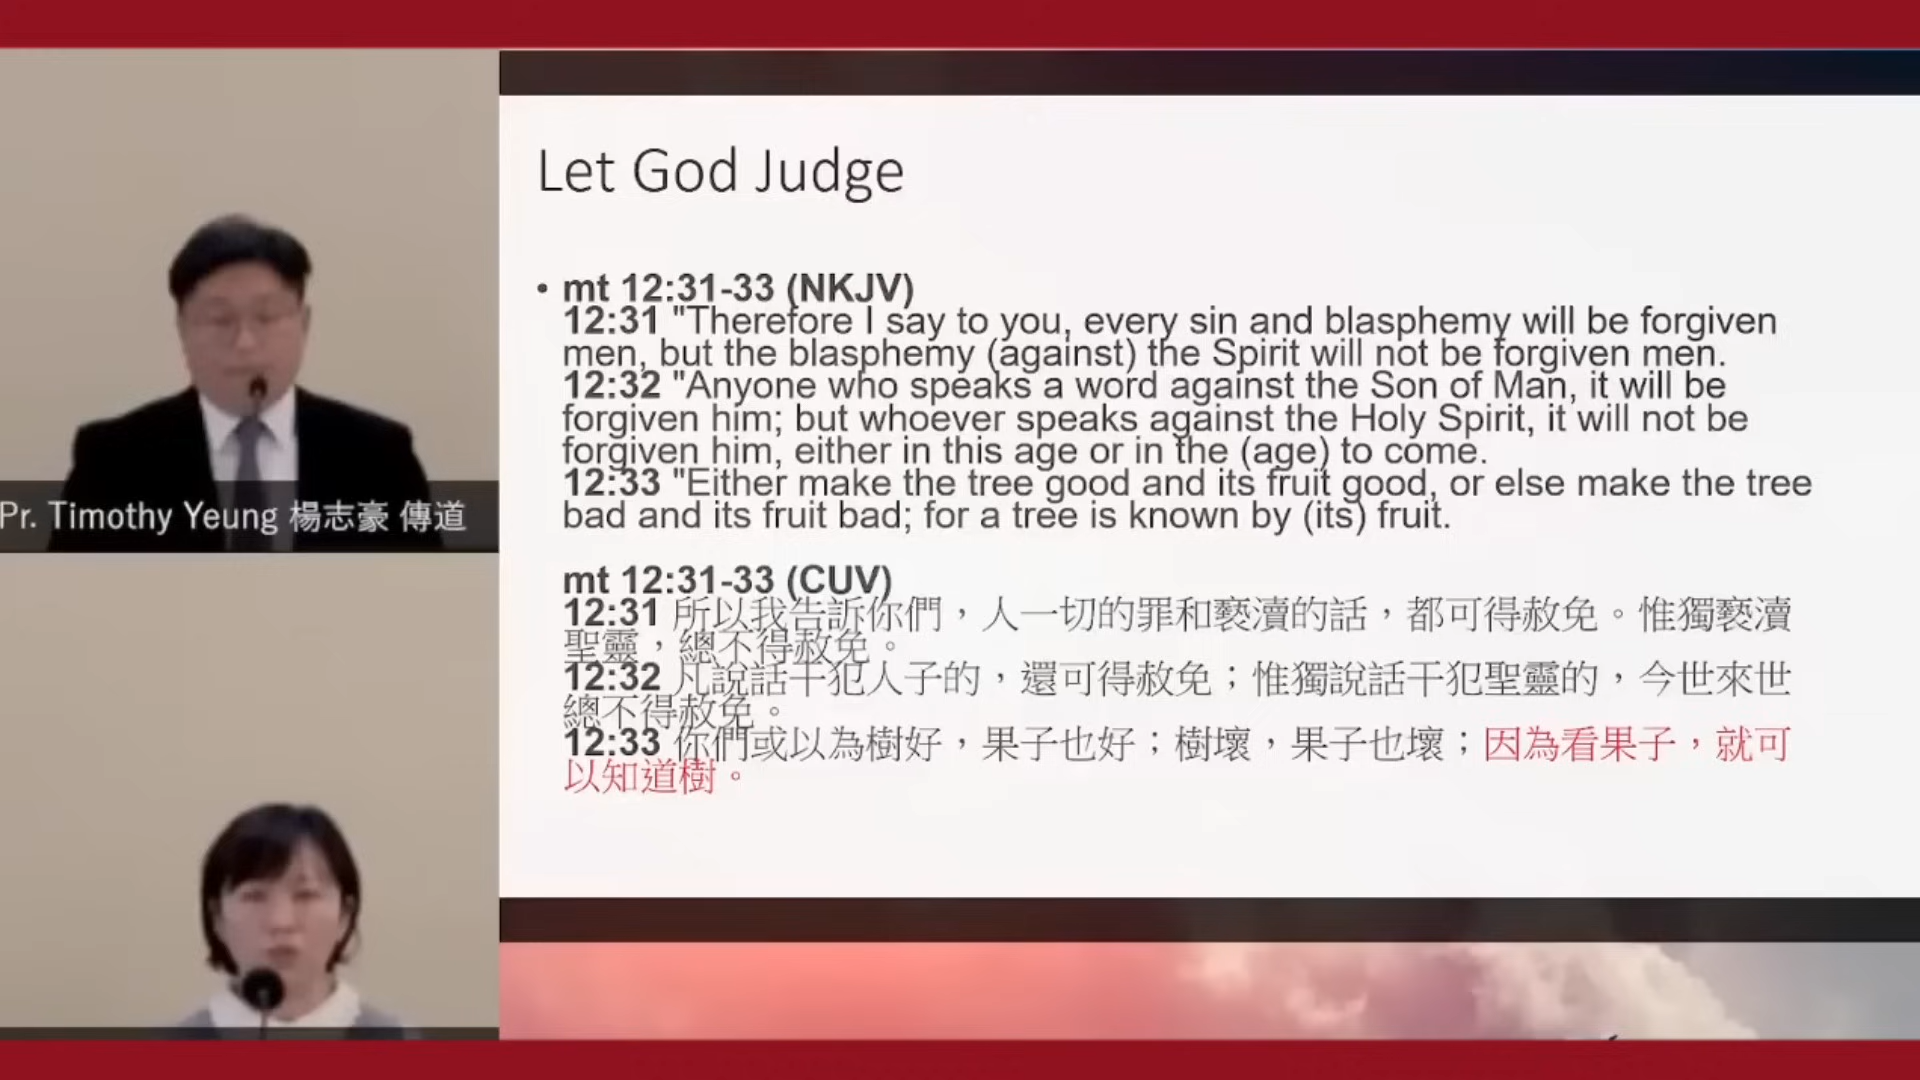 Let God Judge
• mt 12:31-33 (NKJV)
12:31 "Therefore I say to you, every sin and blasphemy will be forgiven
men, but the blasphemy (against) the Spirit will not be forgiven men.
12:32 "Anyone who speaks a word against the Son of Man, it will be
forgiven him; but whoever speaks against the Holy Spirit, it will not be
forgiven him, either in this age or in the (age) to come.
12:33 "Either make the tree good and its fruit good, or else make the tree
bad and its fruit bad; for a tree is known by (its) fruit.
mt 12:31-33 (CUV)
12:31 所以我告訴你們，人一切的罪和褻瀆的話，都可得赦免。惟獨褻瀆
聖靈，總不得赦免。
12:32 凡說話干犯人子的，還可得赦免；惟獨說話干犯聖靈的，今世來世
總不得赦免。
12:33 你們或以為樹好，果子也好；樹壞，果子也壞；因為看果子，就可
以知道樹。
Pr. Timothy Yeung 楊志豪 傳道